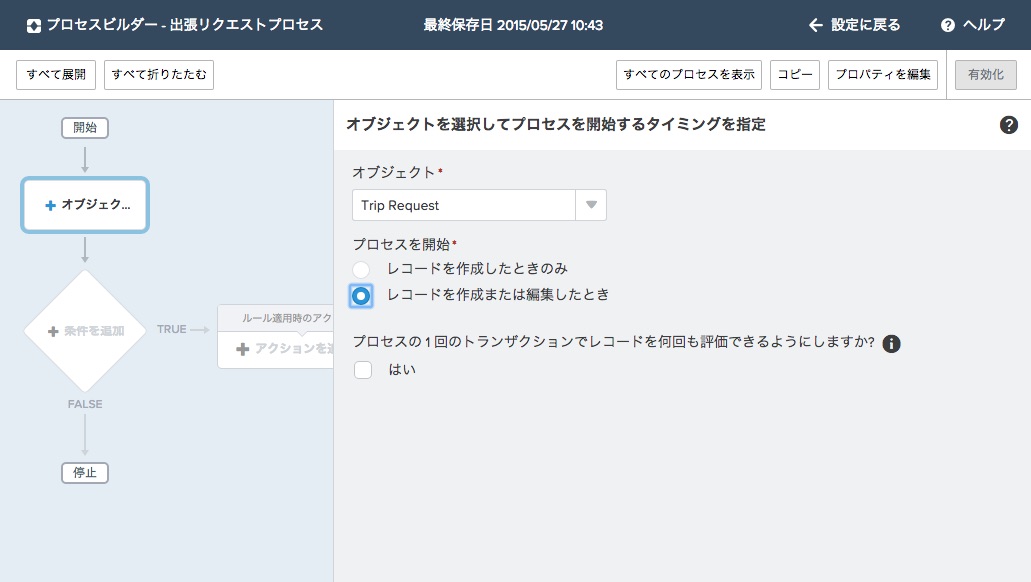 プロセスビルダー - 出張リクエストプロセス
最終保存日 2015/05/27 10:43
設定に戻る
ヘルプ
すべて展開
すべて折りたたむ
すべてのプロセスを表示
コピー
プロパティを編集
有効化
開始
オブジェク...
条件を追加
TRUE
ルール適用時のアク
アクションを追
FALSE
停止
オブジェクトを選択してプロセスを開始するタイミングを指定
オブジェクト*
Trip Request
プロセスを開始*
レコードを作成したときのみ
レコードを作成または編集したとき
プロセスの 1 回のトランザクションでレコードを何回も評価できるようにしますか?
はい